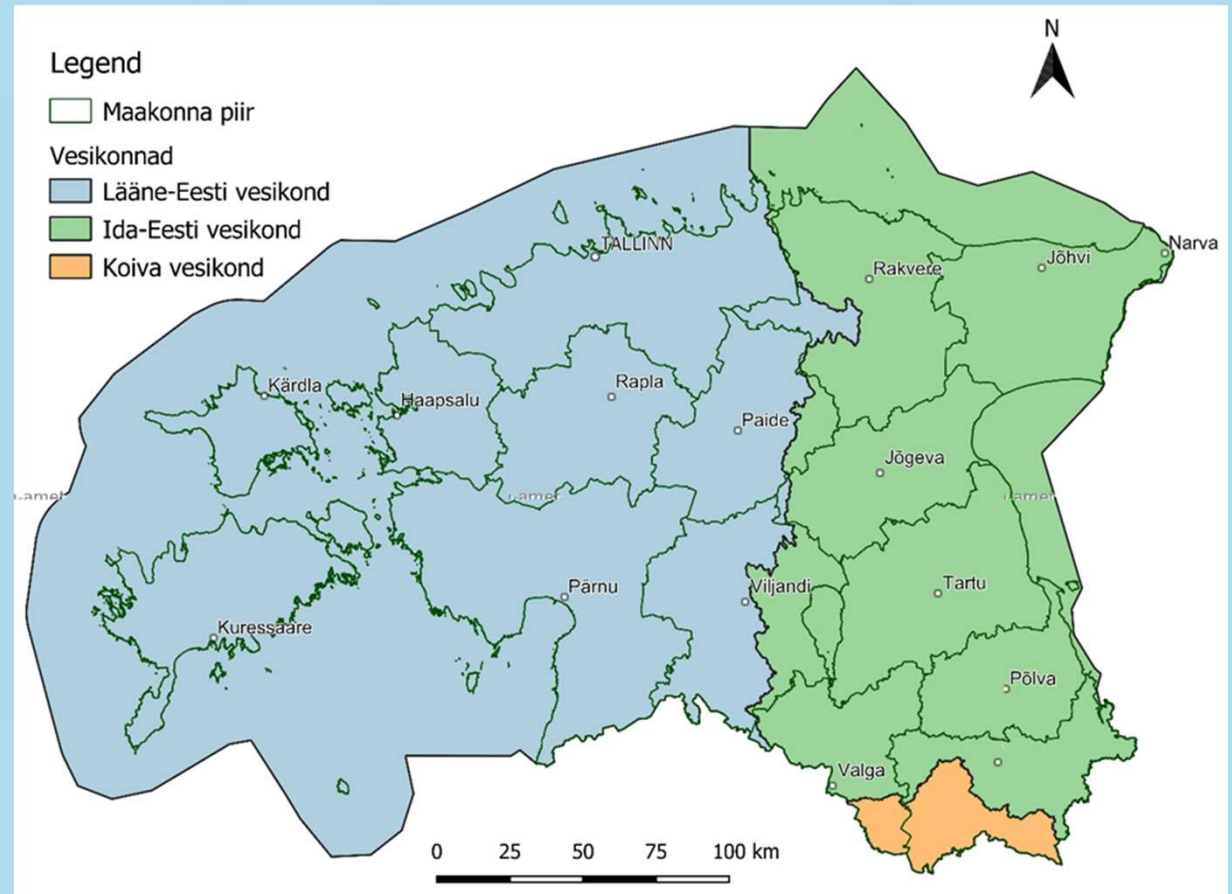 Legend
Maakonna piir
Vesikonnad
Lääne-Eesti vesikond
Ida-Eesti vesikond
Koiva vesikond
N
TALLINN
Narva
Jõhvi
Rakvere
Kärdla
Haapsalu
Rapla
Paide
Jõgeva
Pärnu
Viljandi
Tartu
Kuressaare
Põlva
Valga
0 25 50 75 100 km